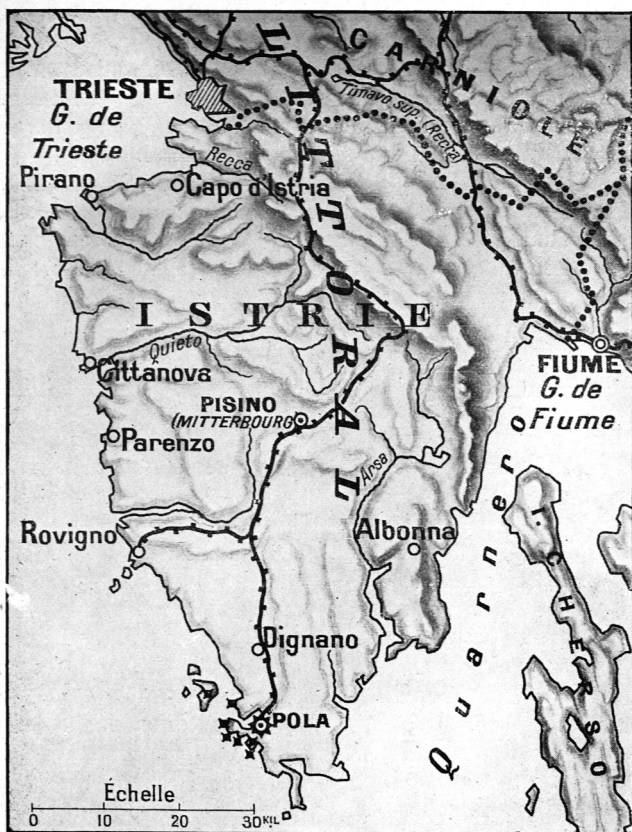 CARNIOLE
LITTORAL
TRIESTE
G. de
Trieste
Timavo sup. (Recca)
Recca
Pirano
Capo d'Istria
ISTRIE
Quieto
Cittanova
FIUME
G. de
Fiume
PISINO
(MITTERBOURG)
Parenzo
Arsa
Rovigno
Albonna
Quarnero
I. CHERSO
Dignano
POLA
Échelle
0 10 20 30 KIL